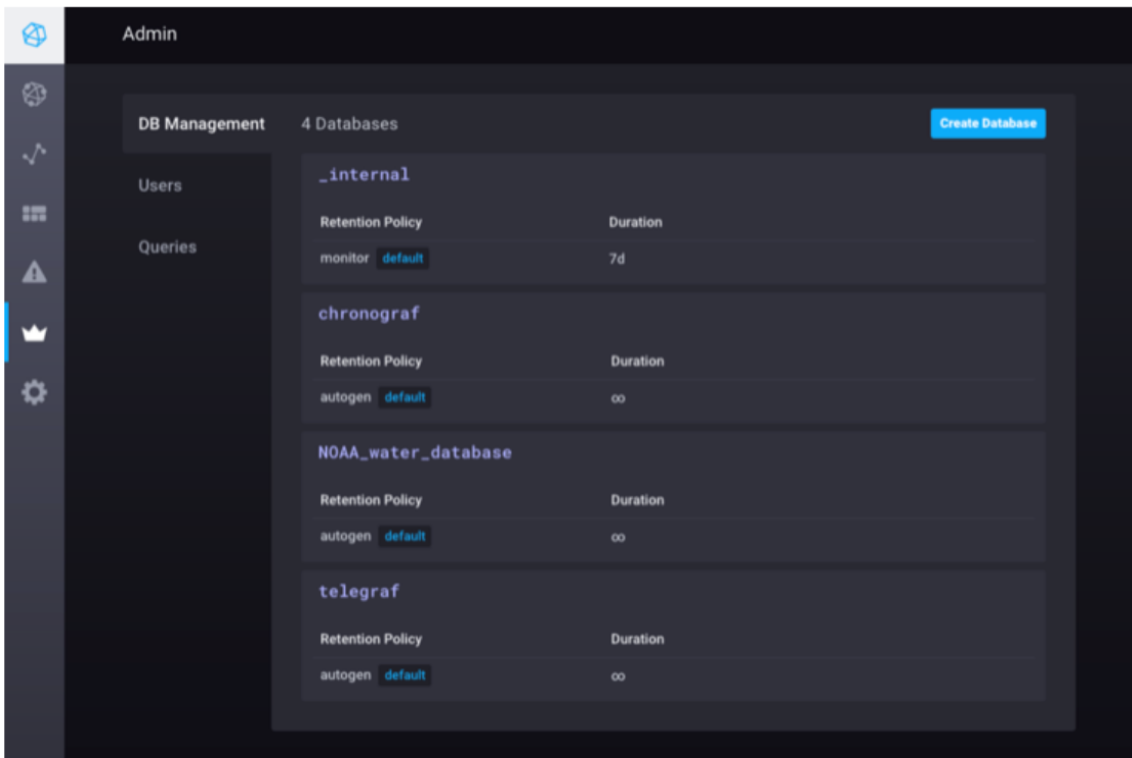 Admin
DB Management
Users
Queries
4 Databases
Create Database
_internal
Retention Policy Duration
monitor default 7d
chronograf
Retention Policy Duration
autogen default ∞
NOAA_water_database
Retention Policy Duration
autogen default ∞
telegraf
Retention Policy Duration
autogen default ∞